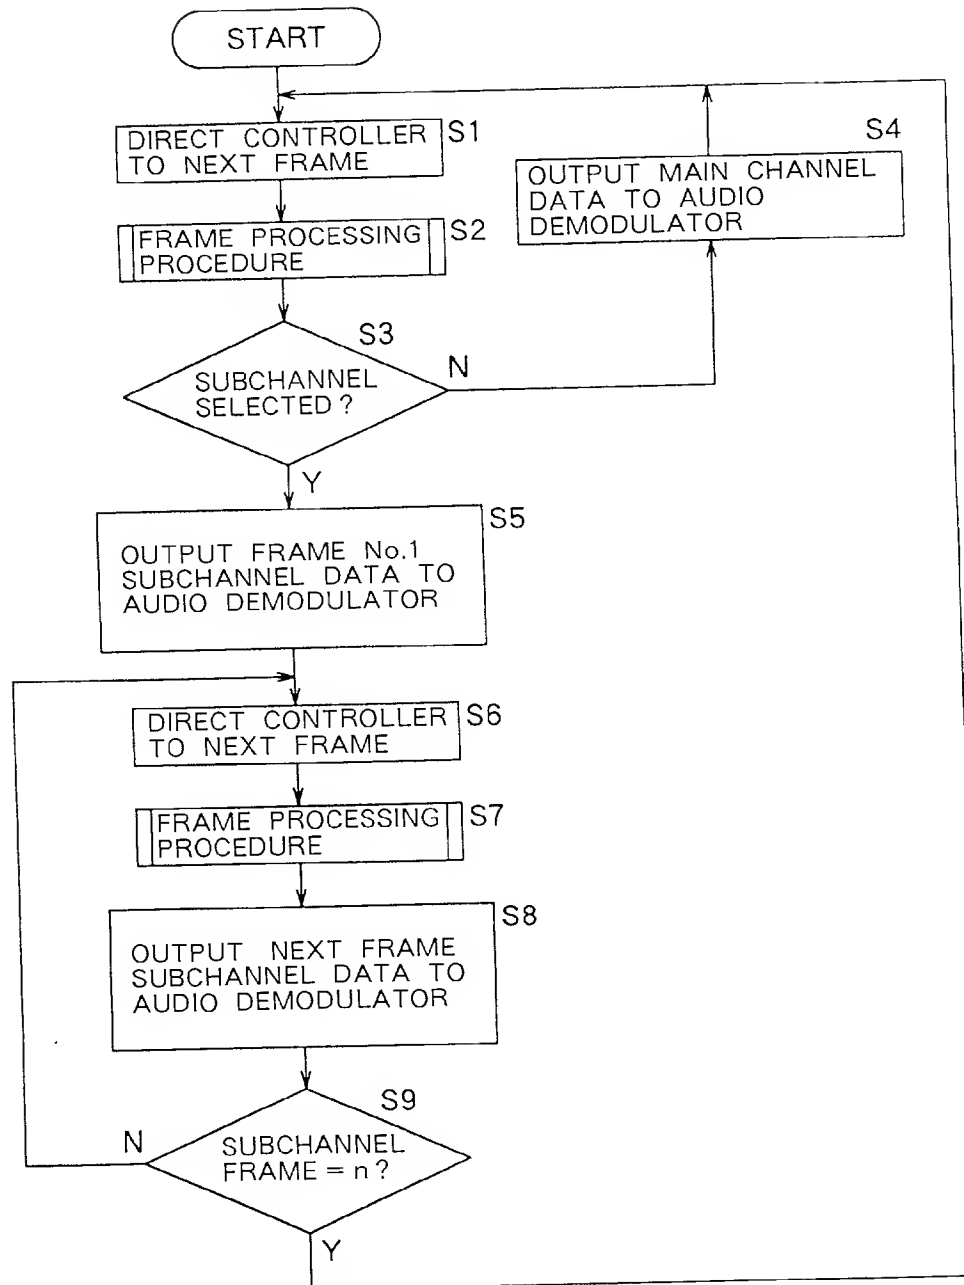 START
DIRECT CONTROLLER
TO NEXT FRAME
S1
S4
OUTPUT MAIN CHANNEL
DATA TO AUDIO
DEMODULATOR
FRAME PROCESSING
PROCEDURE
S2
S3
SUBCHANNEL
SELECTED?
N
Y
S5
OUTPUT FRAME No.1
SUBCHANNEL DATA TO
AUDIO DEMODULATOR
DIRECT CONTROLLER
TO NEXT FRAME
S6
FRAME PROCESSING
PROCEDURE
S7
S8
OUTPUT NEXT FRAME
SUBCHANNEL DATA TO
AUDIO DEMODULATOR
S9
N
SUBCHANNEL
FRAME = n?
Y